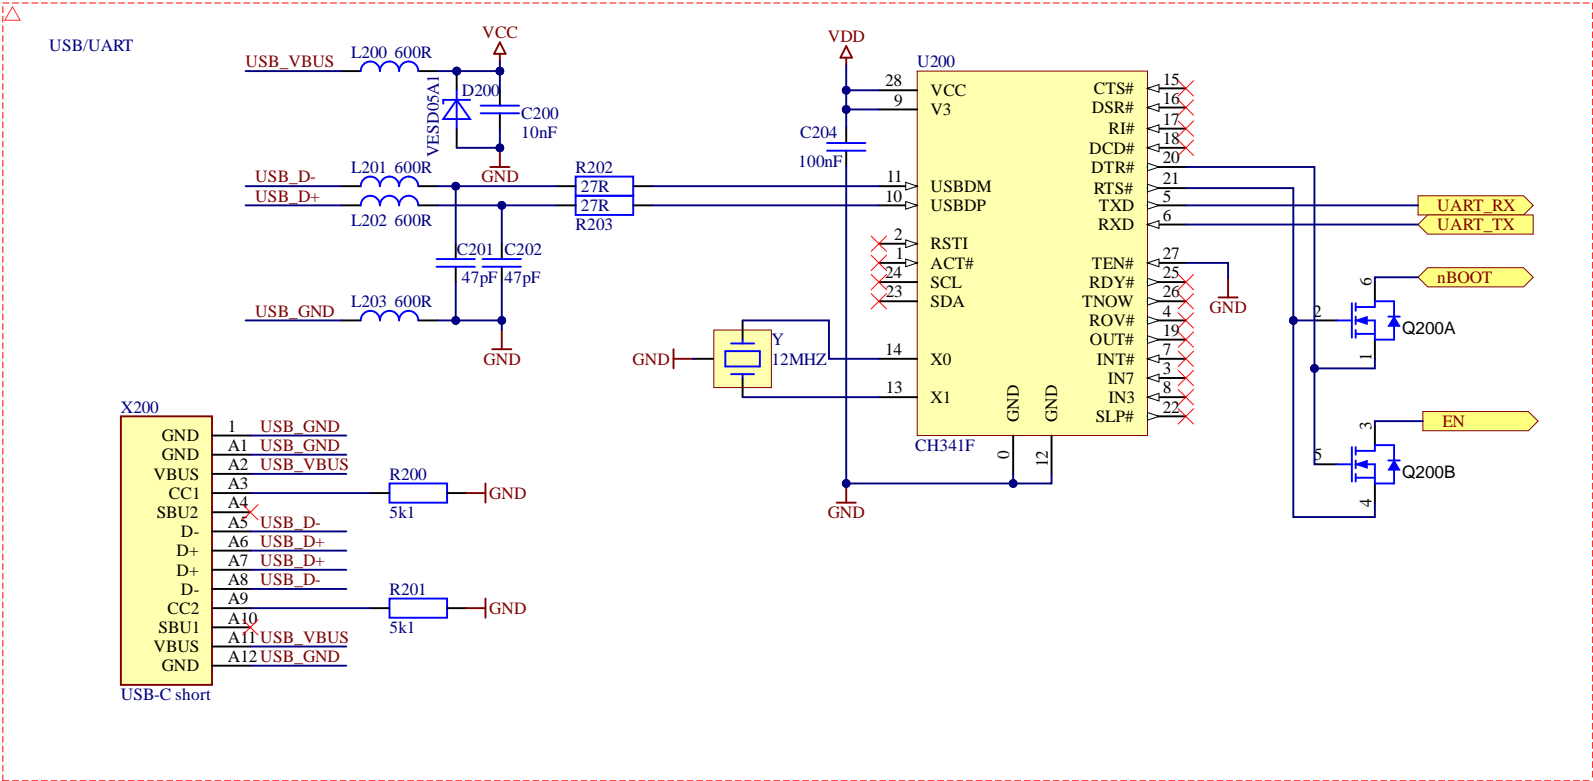 USB/UART
USB_VBUS
L200 600R
VCC
VESD05A1
D200
C200
10nF
GND
USB_D-
L201 600R
USB_D+
L202 600R
R202
27R
27R
R203
C201
47pF
C202
47pF
USB_GND
L203 600R
GND
VDD
C204
100nF
GND
GND
Y
12MHZ
U200
28 VCC
9 V3
11 USBDM
10 USBDP
2 RSTI
1 ACT#
24 SCL
23 SDA
14 X0
13 X1
GND
0
GND
12
CTS# 15
DSR# 16
RI# 17
DCD# 18
DTR# 20
RTS# 21
TXD 5
RXD 6
TEN# 27
RDY# 25
TNOW 26
ROV# 4
OUT# 19
INT# 7
IN7 3
IN3 8
SLP# 22
CH341F
GND
UART_RX
UART_TX
nBOOT
6
2
1
Q200A
EN
3
5
4
Q200B
X200
GND 1 USB_GND
GND A1 USB_GND
VBUS A2 USB_VBUS
CC1 A3
SBU2 A4
D- A5 USB_D-
D+ A6 USB_D+
D+ A7 USB_D+
D- A8 USB_D-
CC2 A9
SBU1 A10
VBUS A11 USB_VBUS
GND A12 USB_GND
USB-C short
R200
5k1
GND
R201
5k1
GND